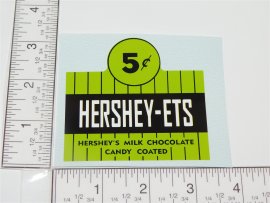 5¢
HERSHEY-ETS
HERSHEY'S MILK CHOCOLATE
CANDY COATED